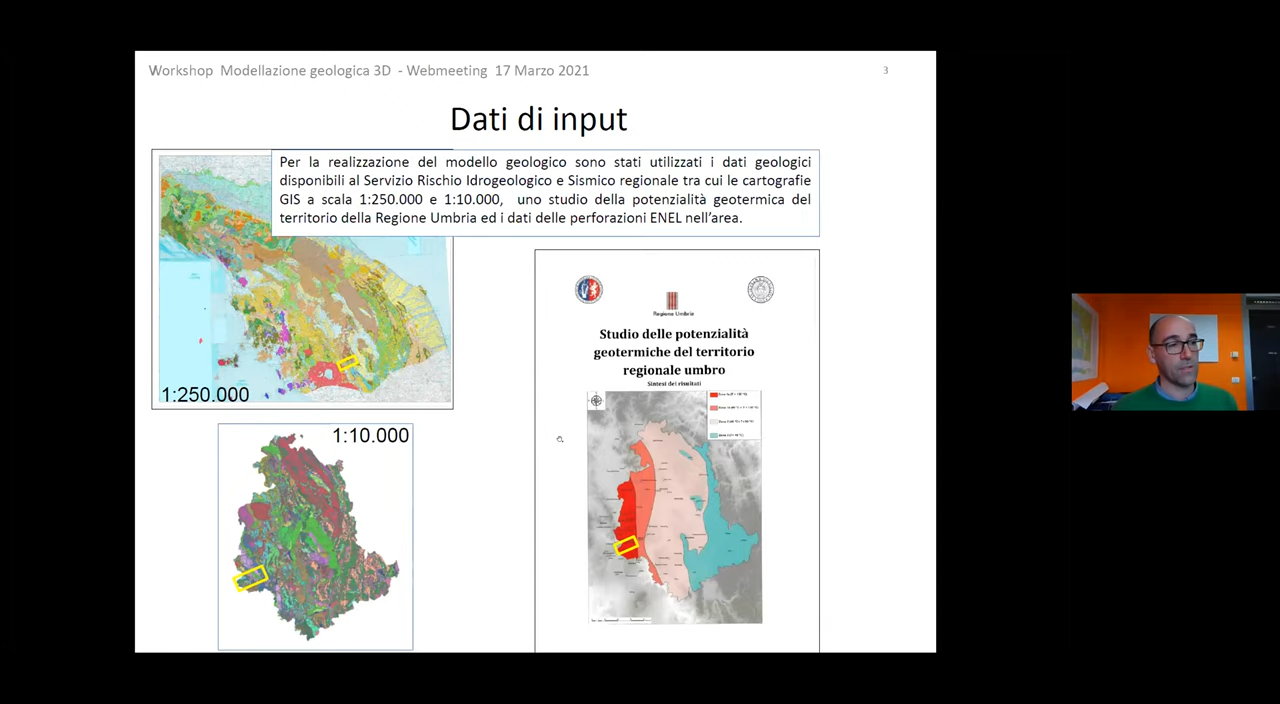 Workshop Modellazione geologica 3D - Webmeeting 17 Marzo 2021
3
Dati di input
Per la realizzazione del modello geologico sono stati utilizzati i dati geologici
disponibili al Servizio Rischio Idrogeologico e Sismico regionale tra cui le cartografie
GIS a scala 1:250.000 e 1:10.000, uno studio della potenzialità geotermica del
territorio della Regione Umbria ed i dati delle perforazioni ENEL nell'area.
1:250.000
1:10.000
Regione Umbria
Studio delle potenzialità
geotermiche del territorio
regionale umbro
Sintesi dei risultati